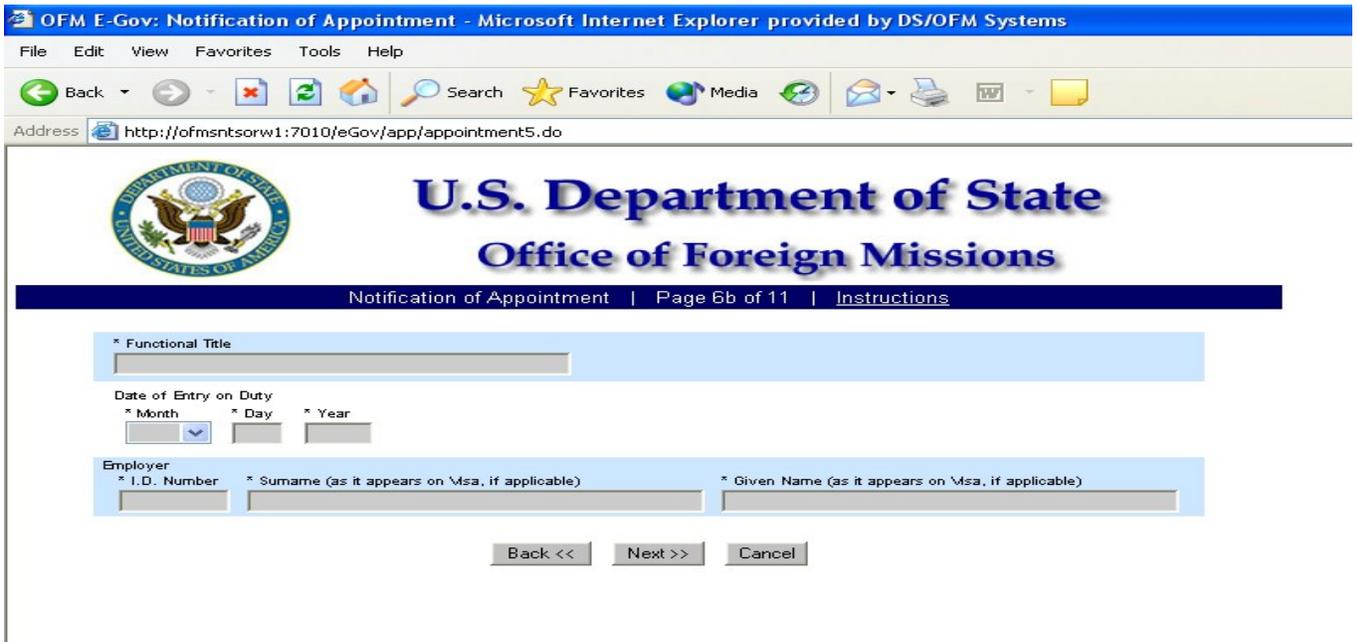 OFM E-Gov: Notification of Appointment - Microsoft Internet Explorer provided by DS/OFM Systems
File Edit View Favorites Tools Help
Back Search Favorites Media
Address http://ofmsntsorw1:7010/eGov/app/appointment5.do
DEPARTMENT OF STATE
UNITED STATES OF AMERICA
U.S. Department of State
Office of Foreign Missions
Notification of Appointment | Page 6b of 11 | Instructions
* Functional Title
Date of Entry on Duty
* Month * Day * Year
Employer
* I.D. Number * Surname (as it appears on Visa, if applicable) * Given Name (as it appears on Visa, if applicable)
Back << Next >> Cancel